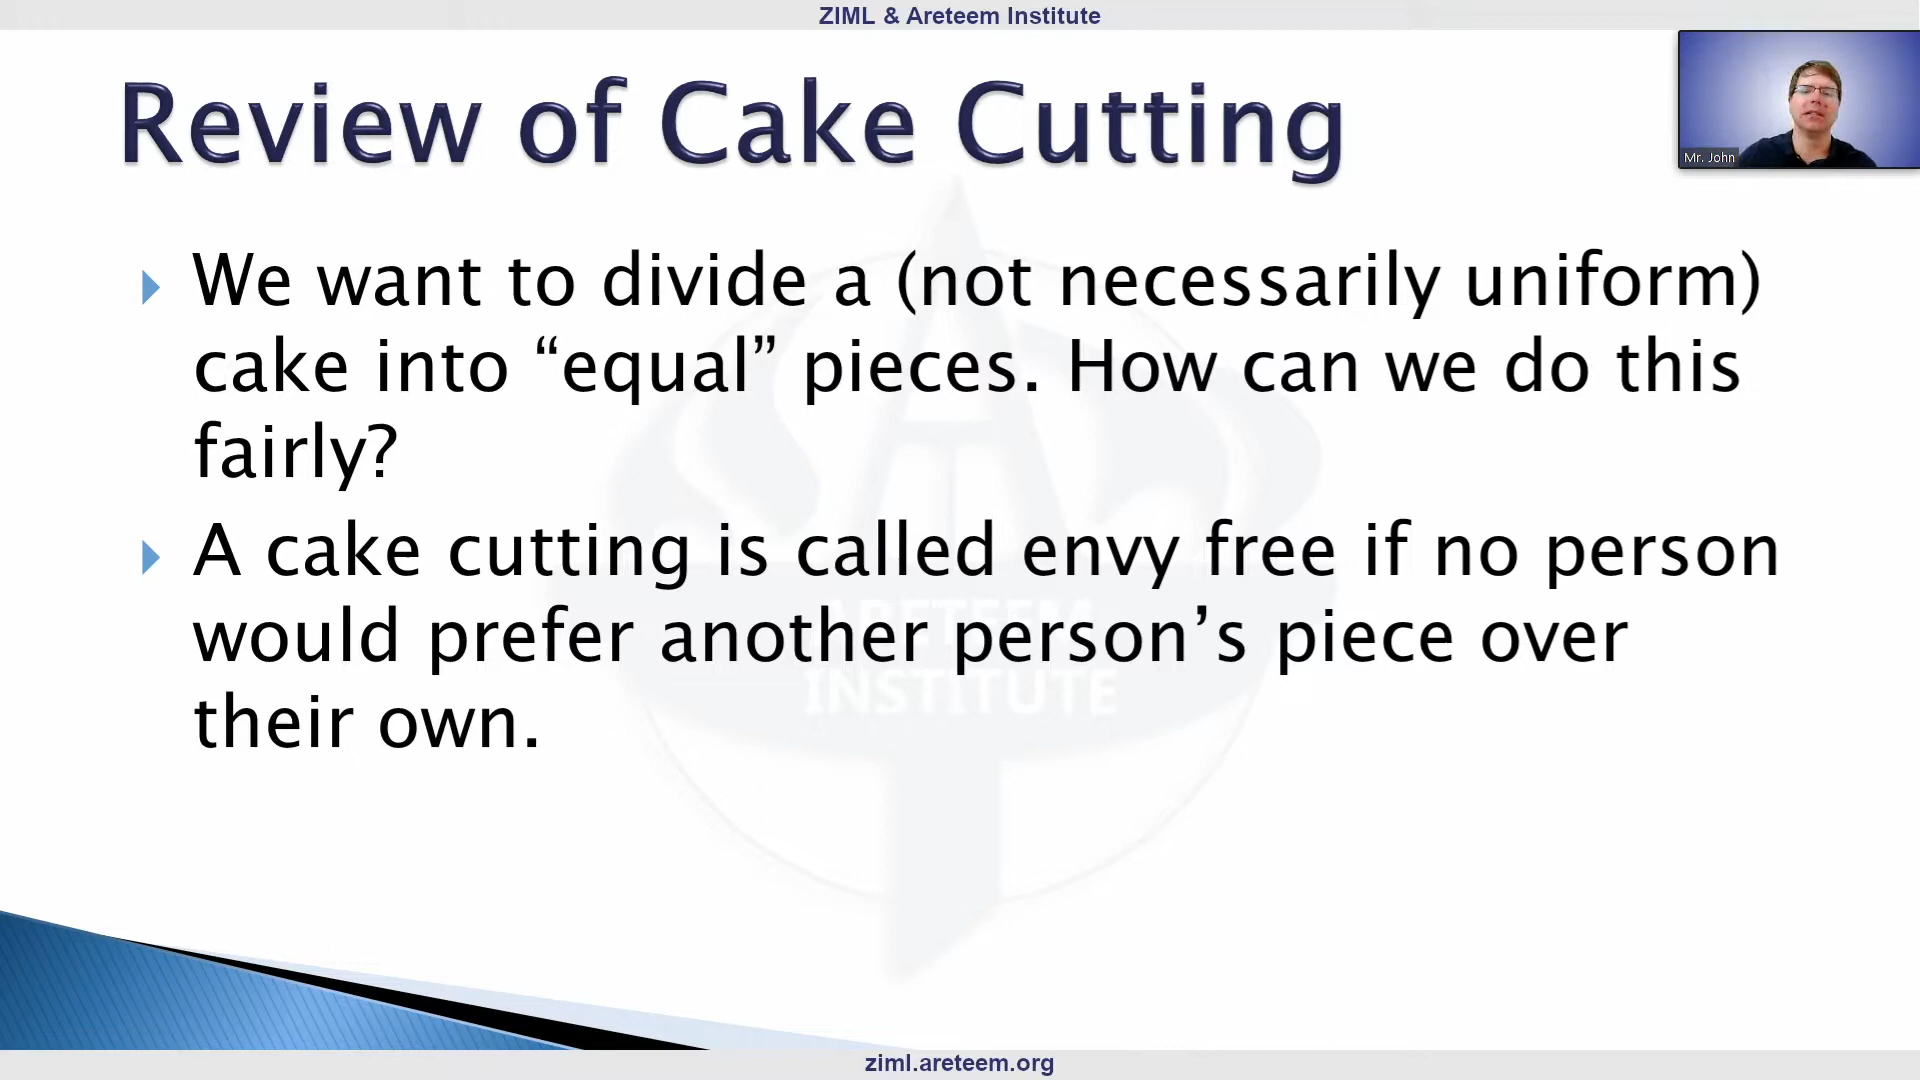 ZIML & Areteem Institute
Review of Cake Cutting
Mr. John
We want to divide a (not necessarily uniform)
cake into “equal” pieces. How can we do this
fairly?
A cake cutting is called envy free if no person
would prefer another person’s piece over
their own.
ARETEEM
INSTITUTE
ziml.areteem.org